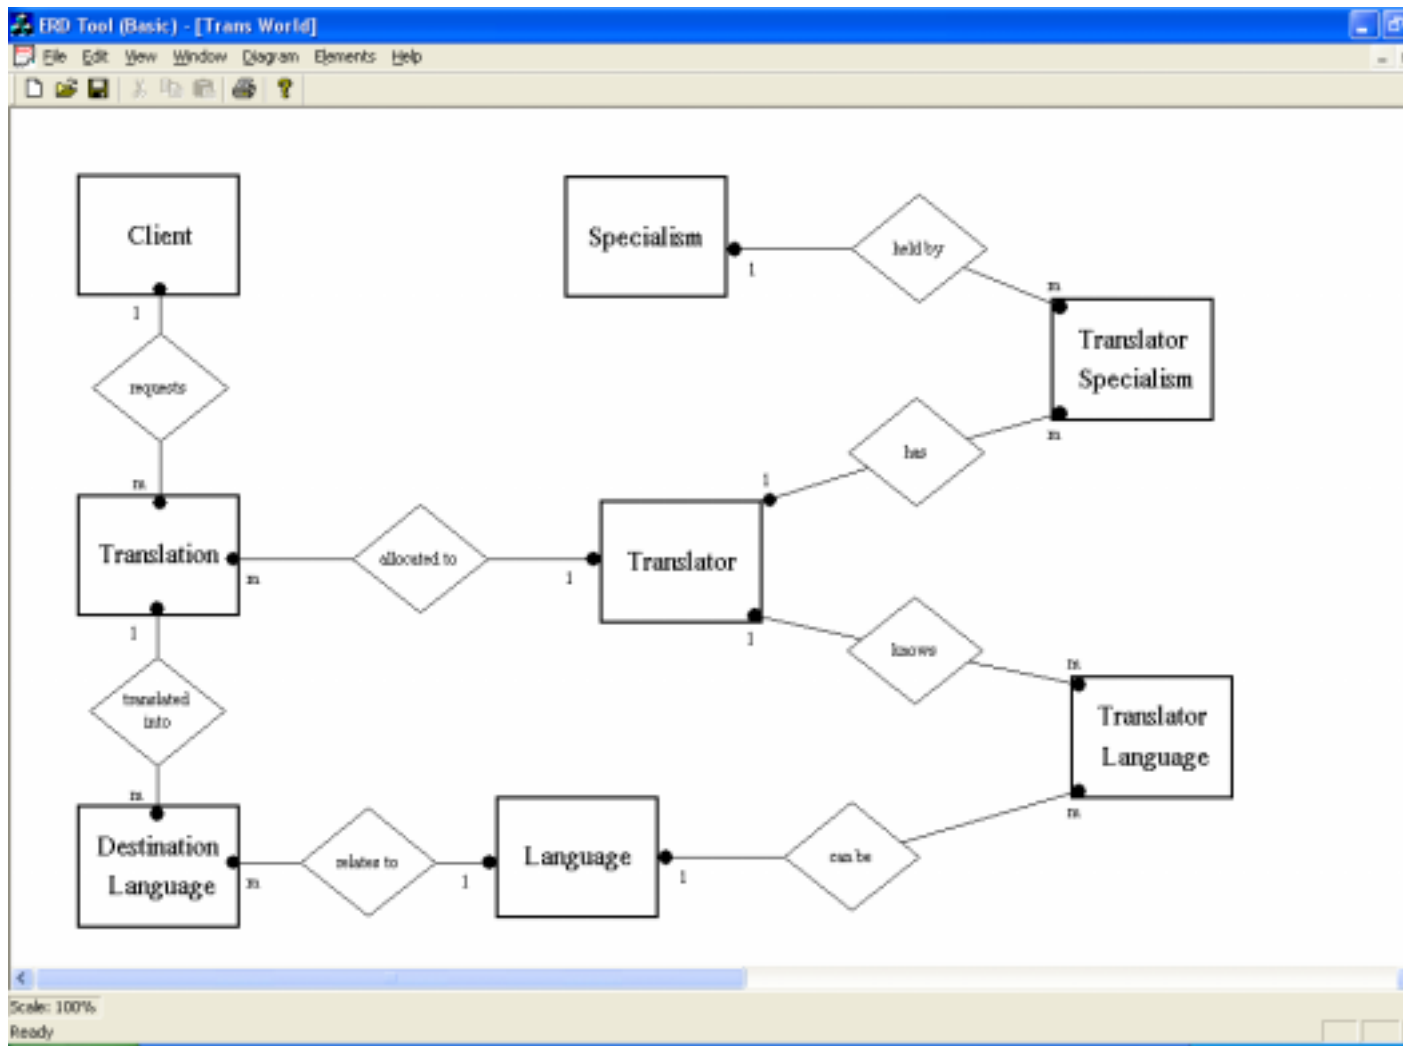 ERD Tool (Basic) - [Trans World]
File Edit View Window Diagram Elements Help
Client
Specialism
held by
1
m
1
Translator
Specialism
requests
m
has
m
1
Translation
allocated to
Translator
m
1
1
1
knows
m
translated
into
Translator
Language
m
m
Destination
Language
relates to
Language
can be
m
1
1
Scale: 100%
Ready